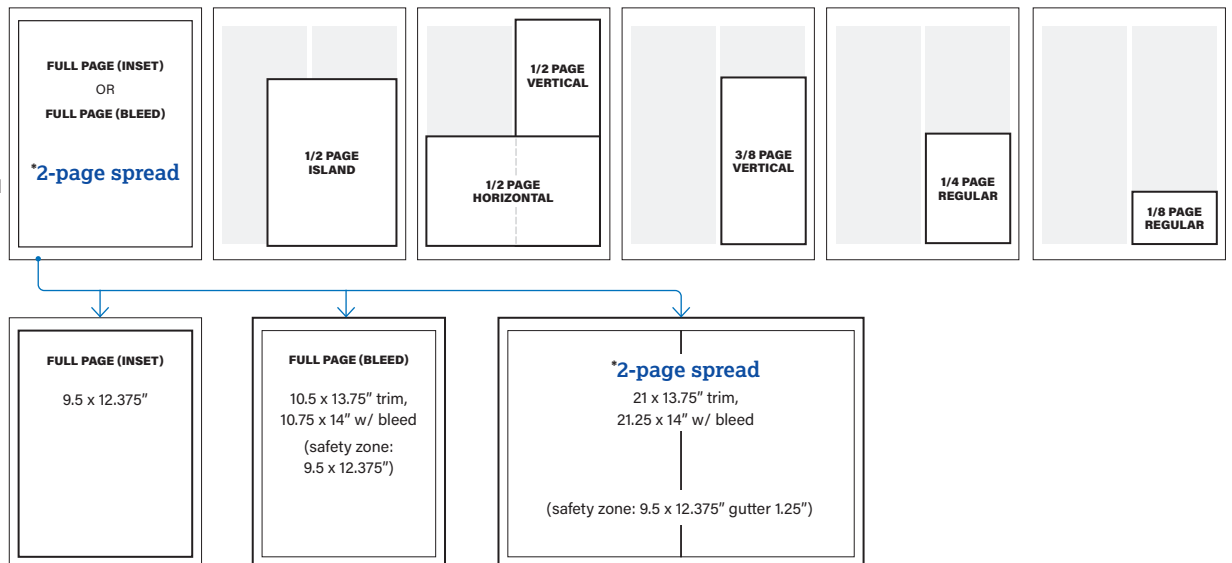 FULL PAGE (INSET)
OR
FULL PAGE (BLEED)
*2-page spread
1/2 PAGE
ISLAND
1/2 PAGE
VERTICAL
1/2 PAGE
HORIZONTAL
3/8 PAGE
VERTICAL
1/4 PAGE
REGULAR
1/8 PAGE
REGULAR
FULL PAGE (INSET)
9.5 x 12.375”
FULL PAGE (BLEED)
10.5 x 13.75” trim,
10.75 x 14” w/ bleed
(safety zone:
9.5 x 12.375”)
*2-page spread
21 x 13.75” trim,
21.25 x 14” w/ bleed
(safety zone: 9.5 x 12.375” gutter 1.25”)